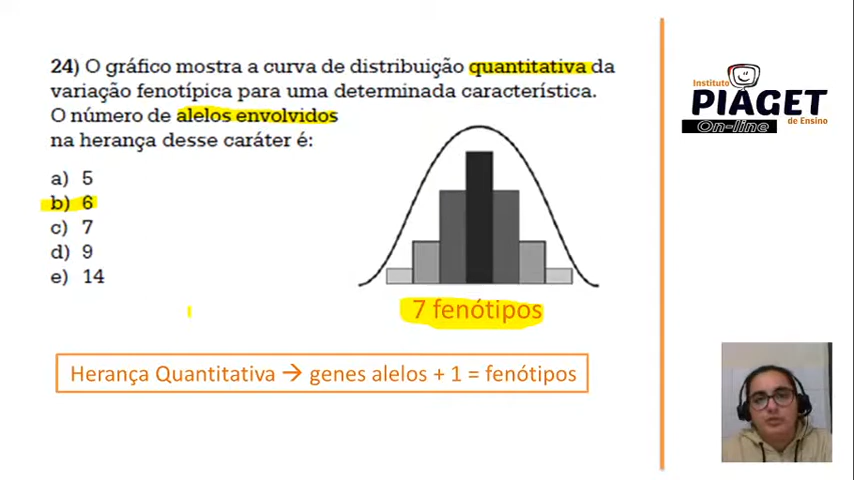 24) O gráfico mostra a curva de distribuição quantitativa da
variação fenotípica para uma determinada característica.
O número de alelos envolvidos
na herança desse caráter é:
a) 5
b) 6
c) 7
d) 9
e) 14
7 fenótipos
Herança Quantitativa → genes alelos + 1 = fenótipos
Instituto
PIAGET
On-line de Ensino